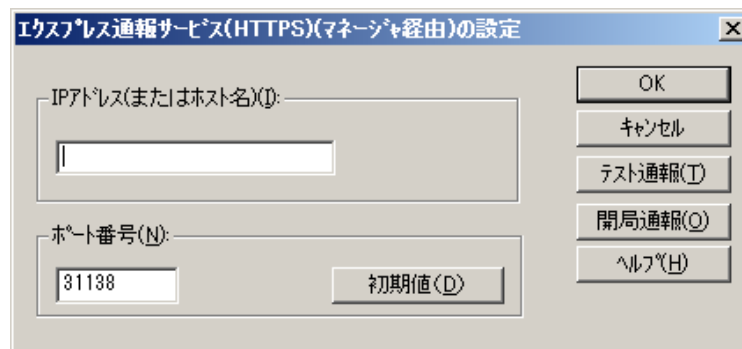 ｴｸｽﾌﾟﾚｽ通報ｻｰﾋﾞｽ(HTTPS)(ﾏﾈｰｼﾞｬ経由)の設定
IPｱﾄﾞﾚｽ(またはホスト名)(I):
OK
ｷｬﾝｾﾙ
ﾃｽﾄ通報(T)
ﾎﾟｰﾄ番号(N):
開局通報(O)
31138
初期値(D)
ﾍﾙﾌﾟ(H)